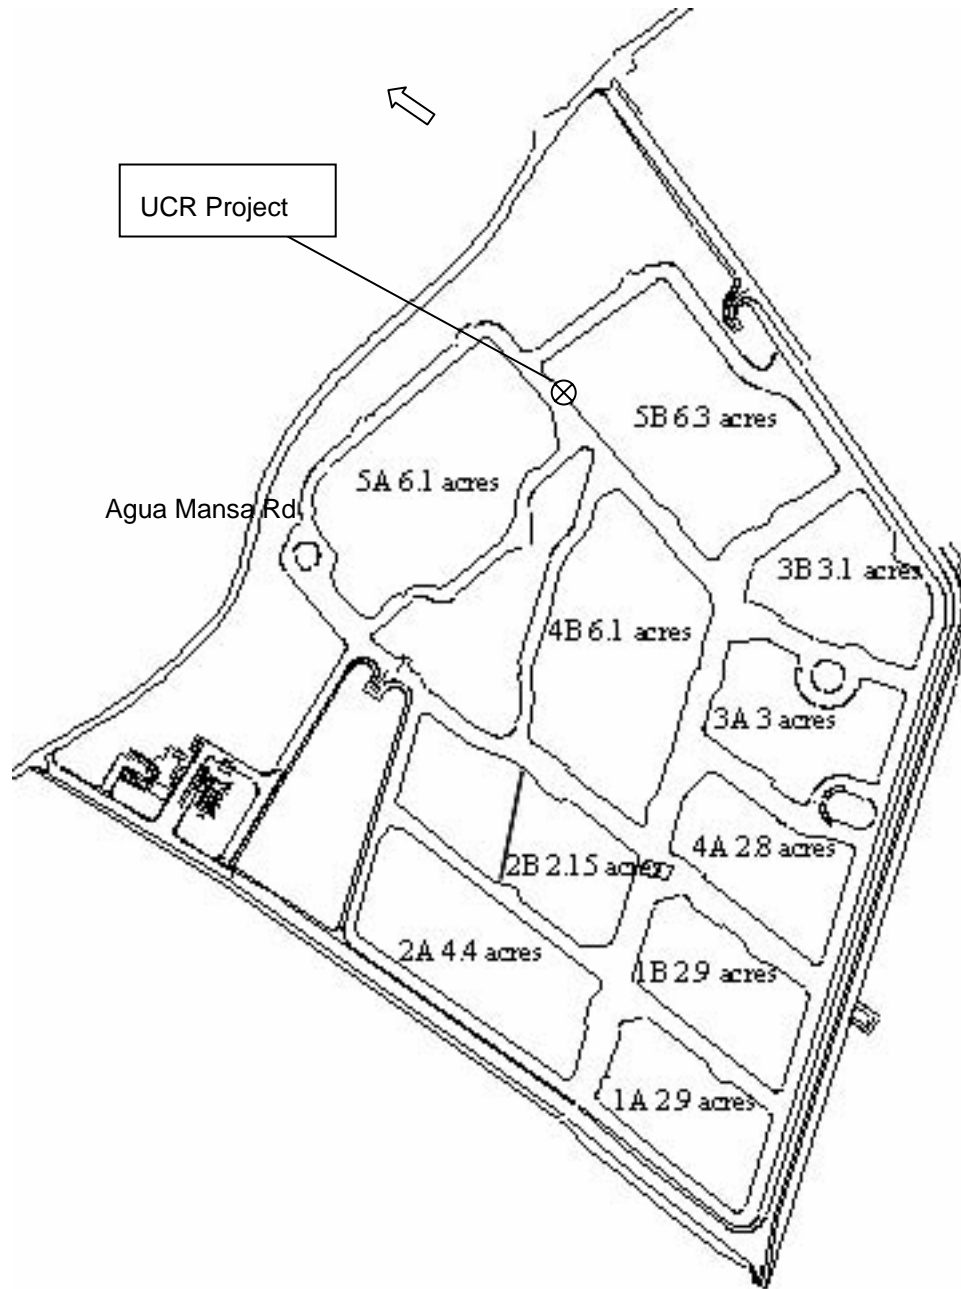 UCR Project
5B 6.3 acres
5A 6.1 acres
Agua Mansa Rd
3B 3.1 acres
4B 6.1 acres
3A 3 acres
4A 2.8 acres
2B 2.15 acres
2A 4.4 acres
1B 2.9 acres
1A 2.9 acres